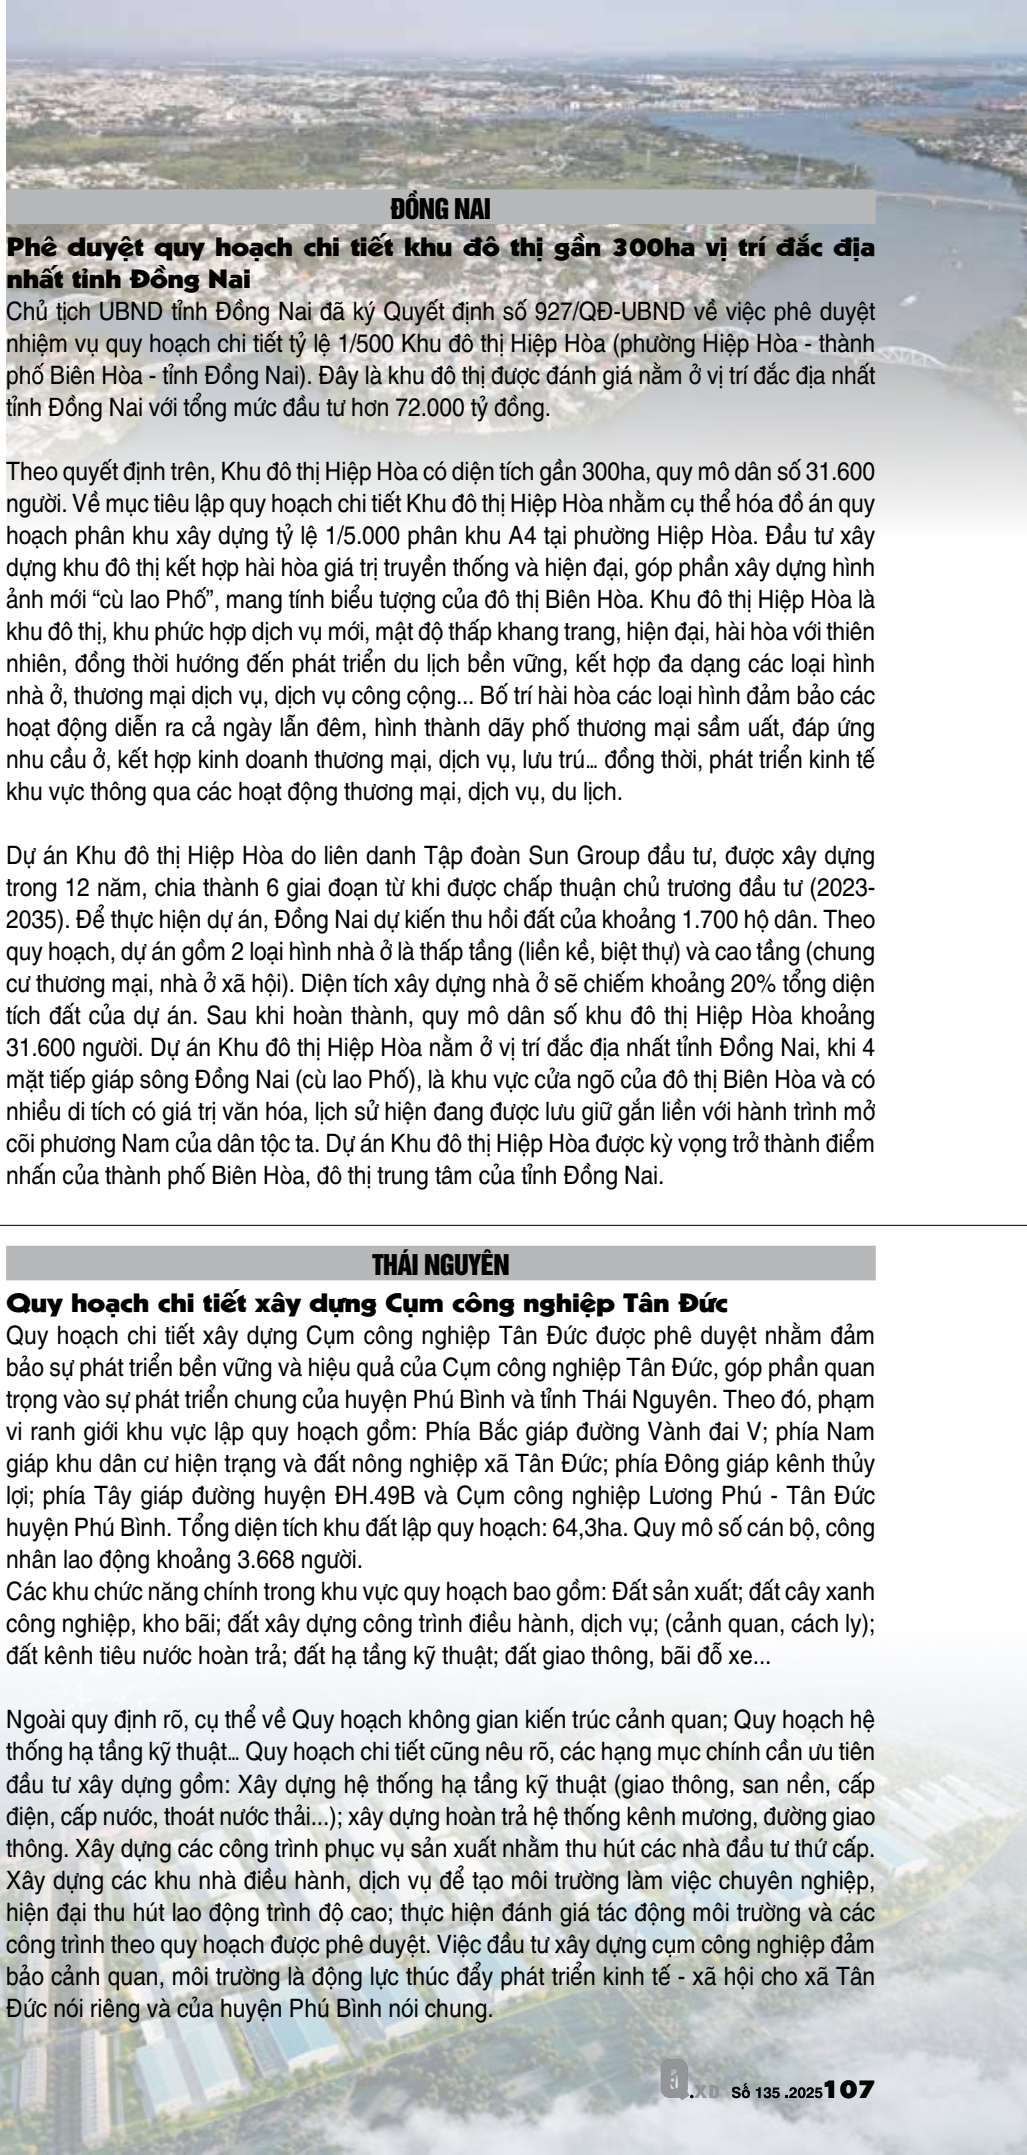 ĐỒNG NAI
Phê duyệt quy hoạch chi tiết khu đô thị gần 300ha vị trí đắc địa
nhất tỉnh Đồng Nai
Chủ tịch UBND tỉnh Đồng Nai đã ký Quyết định số 927/QĐ-UBND về việc phê duyệt
nhiệm vụ quy hoạch chi tiết tỷ lệ 1/500 Khu đô thị Hiệp Hòa (phường Hiệp Hòa - thành
phố Biên Hòa - tỉnh Đồng Nai). Đây là khu đô thị được đánh giá nằm ở vị trí đắc địa nhất
tỉnh Đồng Nai với tổng mức đầu tư hơn 72.000 tỷ đồng.
Theo quyết định trên, Khu đô thị Hiệp Hòa có diện tích gần 300ha, quy mô dân số 31.600
người. Về mục tiêu lập quy hoạch chi tiết Khu đô thị Hiệp Hòa nhằm cụ thể hóa đồ án quy
hoạch phân khu xây dựng tỷ lệ 1/5.000 phân khu A4 tại phường Hiệp Hòa. Đầu tư xây
dựng khu đô thị kết hợp hài hòa giá trị truyền thống và hiện đại, góp phần xây dựng hình
ảnh mới “cù lao Phố”, mang tính biểu tượng của đô thị Biên Hòa. Khu đô thị Hiệp Hòa là
khu đô thị, khu phức hợp dịch vụ mới, mật độ thấp khang trang, hiện đại, hài hòa với thiên
nhiên, đồng thời hướng đến phát triển du lịch bền vững, kết hợp đa dạng các loại hình
nhà ở, thương mại dịch vụ, dịch vụ công cộng... Bố trí hài hòa các loại hình đảm bảo các
hoạt động diễn ra cả ngày lẫn đêm, hình thành dãy phố thương mại sầm uất, đáp ứng
nhu cầu ở, kết hợp kinh doanh thương mại, dịch vụ, lưu trú... đồng thời, phát triển kinh tế
khu vực thông qua các hoạt động thương mại, dịch vụ, du lịch.
Dự án Khu đô thị Hiệp Hòa do liên danh Tập đoàn Sun Group đầu tư, được xây dựng
trong 12 năm, chia thành 6 giai đoạn từ khi được chấp thuận chủ trương đầu tư (2023-
2035). Để thực hiện dự án, Đồng Nai dự kiến thu hồi đất của khoảng 1.700 hộ dân. Theo
quy hoạch, dự án gồm 2 loại hình nhà ở là thấp tầng (liền kề, biệt thự) và cao tầng (chung
cư thương mại, nhà ở xã hội). Diện tích xây dựng nhà ở sẽ chiếm khoảng 20% tổng diện
tích đất của dự án. Sau khi hoàn thành, quy mô dân số khu đô thị Hiệp Hòa khoảng
31.600 người. Dự án Khu đô thị Hiệp Hòa nằm ở vị trí đắc địa nhất tỉnh Đồng Nai, khi 4
mặt tiếp giáp sông Đồng Nai (cù lao Phố), là khu vực cửa ngõ của đô thị Biên Hòa và có
nhiều di tích có giá trị văn hóa, lịch sử hiện đang được lưu giữ gắn liền với hành trình mở
cõi phương Nam của dân tộc ta. Dự án Khu đô thị Hiệp Hòa được kỳ vọng trở thành điểm
nhấn của thành phố Biên Hòa, đô thị trung tâm của tỉnh Đồng Nai.
THÁI NGUYÊN
Quy hoạch chi tiết xây dựng Cụm công nghiệp Tân Đức
Quy hoạch chi tiết xây dựng Cụm công nghiệp Tân Đức được phê duyệt nhằm đảm
bảo sự phát triển bền vững và hiệu quả của Cụm công nghiệp Tân Đức, góp phần quan
trọng vào sự phát triển chung của huyện Phú Bình và tỉnh Thái Nguyên. Theo đó, phạm
vi ranh giới khu vực lập quy hoạch gồm: Phía Bắc giáp đường Vành đai V; phía Nam
giáp khu dân cư hiện trạng và đất nông nghiệp xã Tân Đức; phía Đông giáp kênh thủy
lợi; phía Tây giáp đường huyện ĐH.49B và Cụm công nghiệp Lương Phú - Tân Đức
huyện Phú Bình. Tổng diện tích khu đất lập quy hoạch: 64,3ha. Quy mô số cán bộ, công
nhân lao động khoảng 3.668 người.
Các khu chức năng chính trong khu vực quy hoạch bao gồm: Đất sản xuất; đất cây xanh
công nghiệp, kho bãi; đất xây dựng công trình điều hành, dịch vụ; (cảnh quan, cách ly);
đất kênh tiêu nước hoàn trả; đất hạ tầng kỹ thuật; đất giao thông, bãi đỗ xe...
Ngoài quy định rõ, cụ thể về Quy hoạch không gian kiến trúc cảnh quan; Quy hoạch hệ
thống hạ tầng kỹ thuật... Quy hoạch chi tiết cũng nêu rõ, các hạng mục chính cần ưu tiên
đầu tư xây dựng gồm: Xây dựng hệ thống hạ tầng kỹ thuật (giao thông, san nền, cấp
điện, cấp nước, thoát nước thải...); xây dựng hoàn trả hệ thống kênh mương, đường giao
thông. Xây dựng các công trình phục vụ sản xuất nhằm thu hút các nhà đầu tư thứ cấp.
Xây dựng các khu nhà điều hành, dịch vụ để tạo môi trường làm việc chuyên nghiệp,
hiện đại thu hút lao động trình độ cao; thực hiện đánh giá tác động môi trường và các
công trình theo quy hoạch được phê duyệt. Việc đầu tư xây dựng cụm công nghiệp đảm
bảo cảnh quan, môi trường là động lực thúc đẩy phát triển kinh tế - xã hội cho xã Tân
Đức nói riêng và của huyện Phú Bình nói chung.
Q.XD Số 135 .2025 107